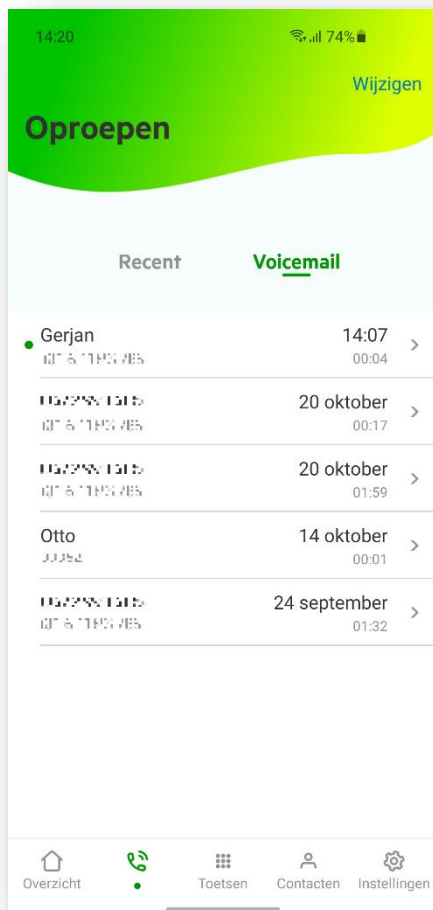 14:20 74%
Wijzigen
Oproepen
Recent Voicemail
Gerjan 14:07
00:04
20 oktober
00:17
20 oktober
01:59
Otto 14 oktober
00:01
24 september
01:32
Overzicht Toetsen Contacten Instellingen